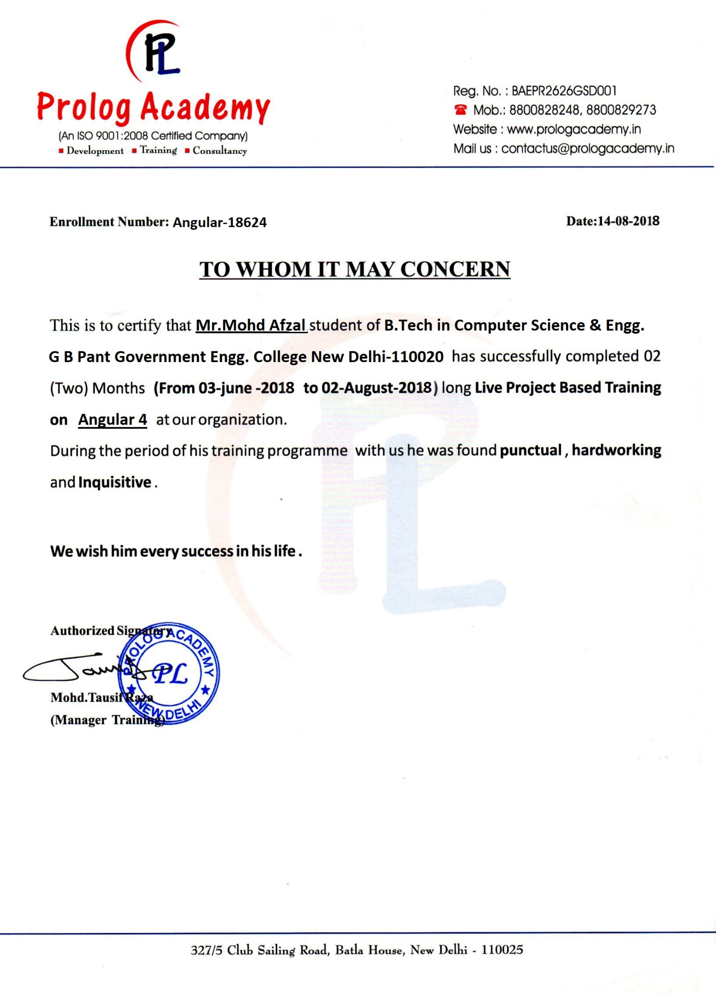 PL
Prolog Academy
(An ISO 9001:2008 Certified Company)
Development Training Consultancy
Reg. No. : BAEPR2626GSD001
Mob.: 8800828248, 8800829273
Website : www.prologacademy.in
Mail us : contactus@prologacademy.in
Enrollment Number: Angular-18624
Date:14-08-2018
TO WHOM IT MAY CONCERN
This is to certify that Mr.Mohd Afzal student of B.Tech in Computer Science & Engg.
G B Pant Government Engg. College New Delhi-110020 has successfully completed 02
(Two) Months (From 03-june -2018 to 02-August-2018) long Live Project Based Training
on Angular 4 at our organization.
During the period of his training programme with us he was found punctual , hardworking
and Inquisitive .
We wish him every success in his life .
Authorized Signatory
PROLOG ACADEMY
PL
NEW DELHI
Mohd.Tausif Raza
(Manager Training)
327/5 Club Sailing Road, Batla House, New Delhi - 110025